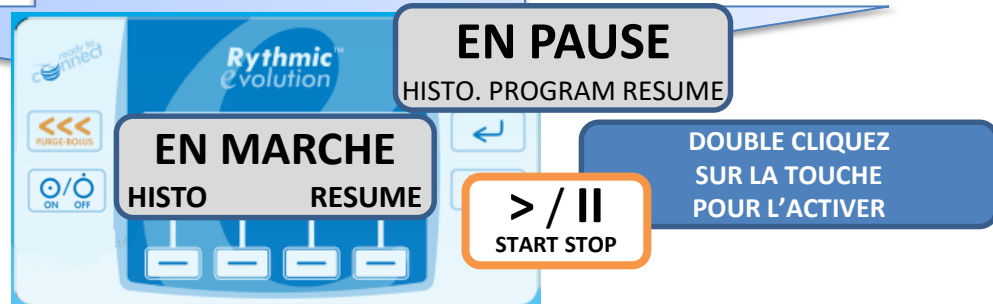 EN PAUSE
HISTO. PROGRAM RESUME
ready to
connect
Rythmic™
evolution
<<<
PURGE-BOLUS
EN MARCHE
HISTO RESUME
ON OFF
> / II
START STOP
DOUBLE CLIQUEZ
SUR LA TOUCHE
POUR L’ACTIVER